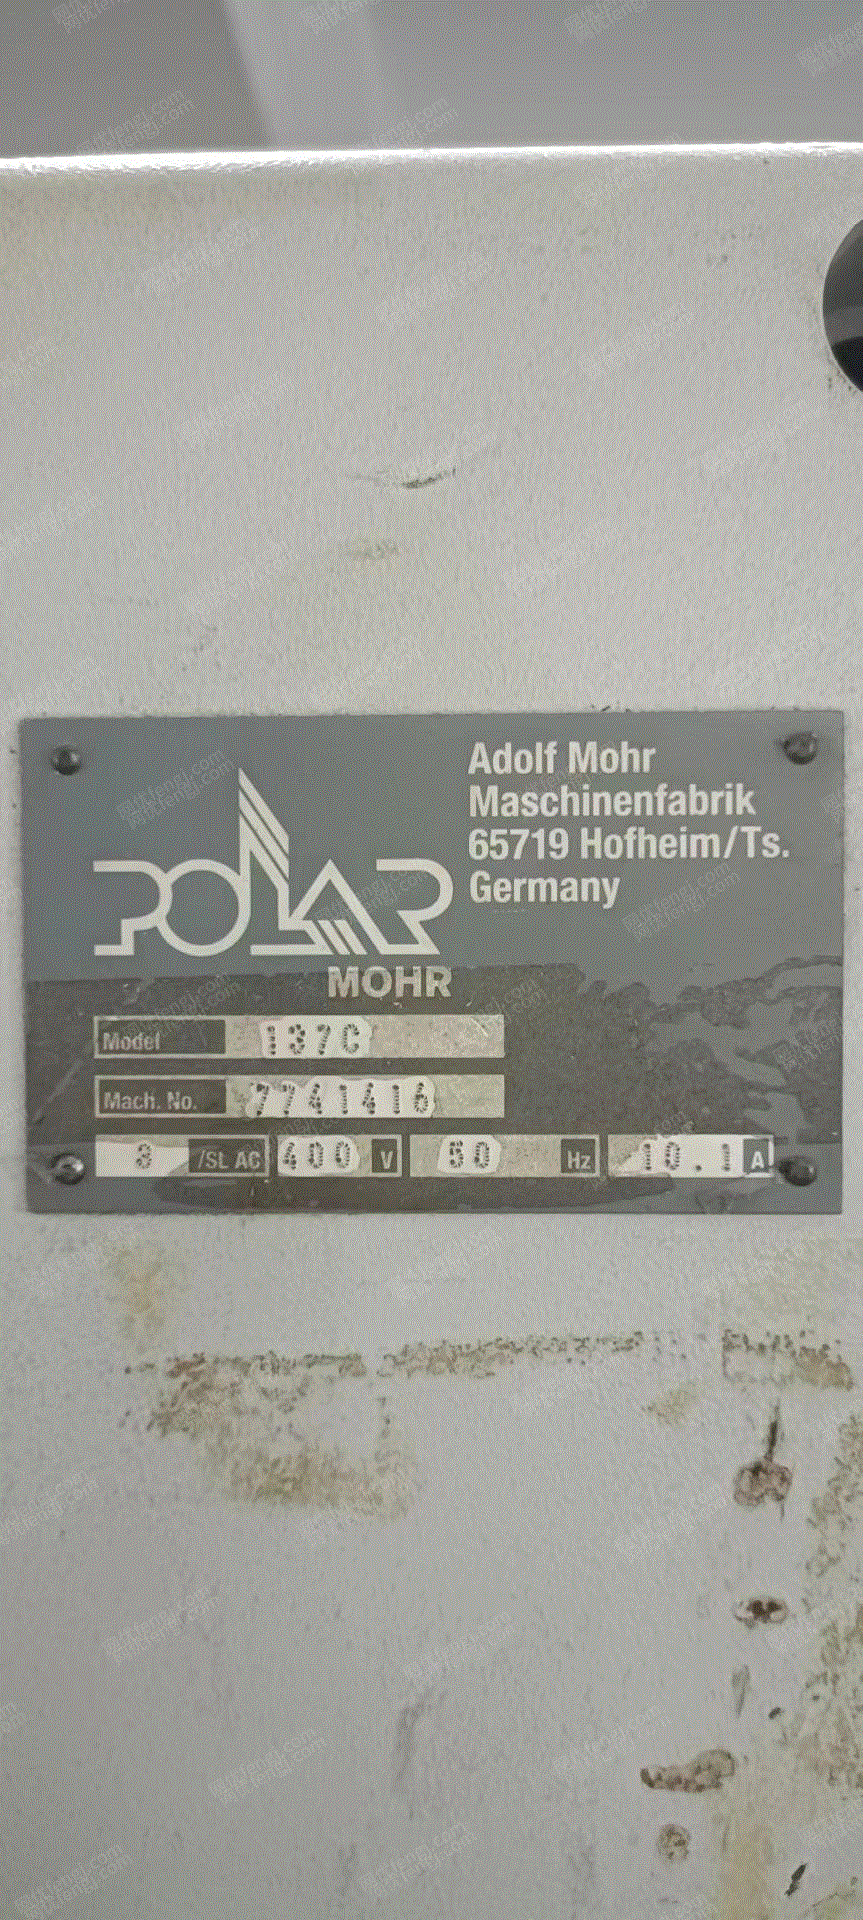 Adolf Mohr
Maschinenfabrik
65719 Hofheim/Ts.
Germany
POLAR
MOHR
Model 137C
Mach. No. 7741416
3 /SL AC 400 V 50 Hz 10.1 A